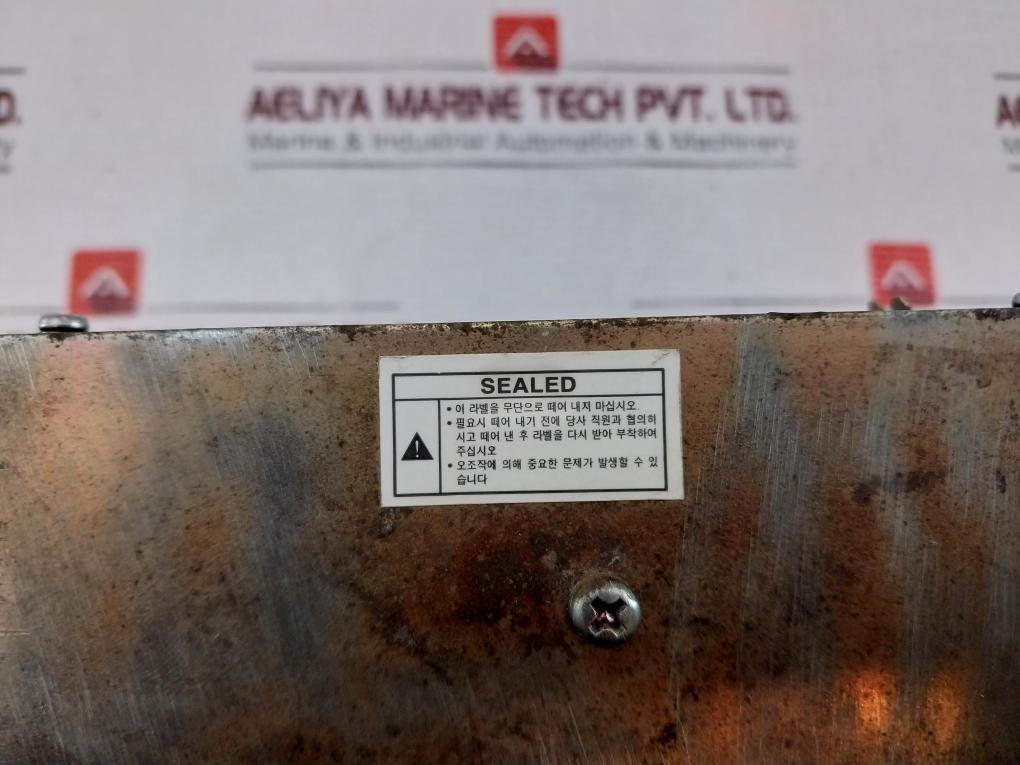 AELIYA MARINE TECH PVT. LTD.
Marine & Industrial Automation & Machinery
D.
SEALED
• 이 라벨을 무단으로 떼어 내지 마십시오.
• 필요시 떼어 내기 전에 당사 직원과 협의하
시고 떼어 낸 후 라벨을 다시 받아 부착하여
주십시오
• 오조작에 의해 중요한 문제가 발생할 수 있
습니다